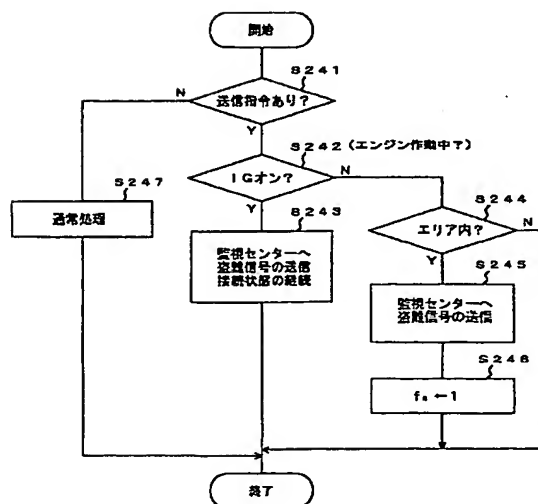 開始
S241
送信指令あり?
N
Y
S242(エンジン作動中?)
IGオン?
N
Y
S247
通常処理
S243
監視センターへ
盗難信号の送信
接続状態の継続
S244
エリア内?
N
Y
S245
監視センターへ
盗難信号の送信
S246
←1
終了